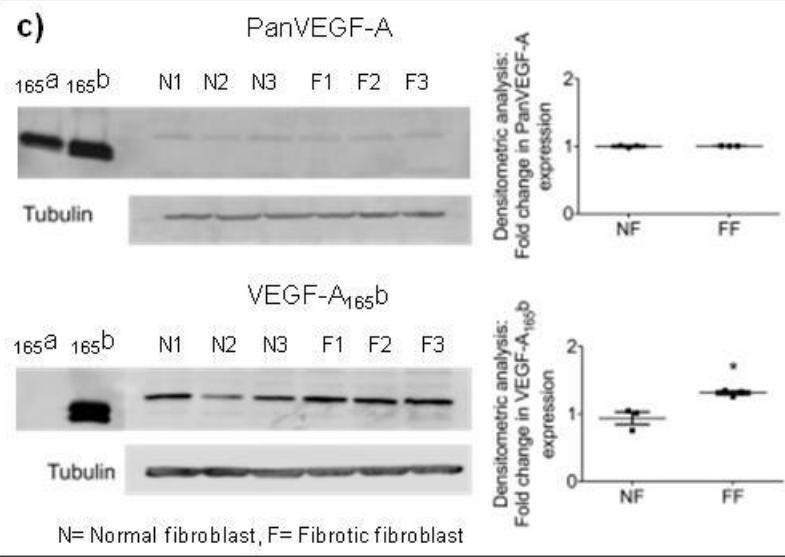 c)
PanVEGF-A
165a 165b N1 N2 N3 F1 F2 F3
Tubulin
Densitometric analysis:
Fold change in PanVEGF-A
expression
2
1
0
NF FF
VEGF-A165b
165a 165b N1 N2 N3 F1 F2 F3
Tubulin
Densitometric analysis:
Fold change in VEGF-A165b
expression
2
1
0
*
NF FF
N= Normal fibroblast, F= Fibrotic fibroblast